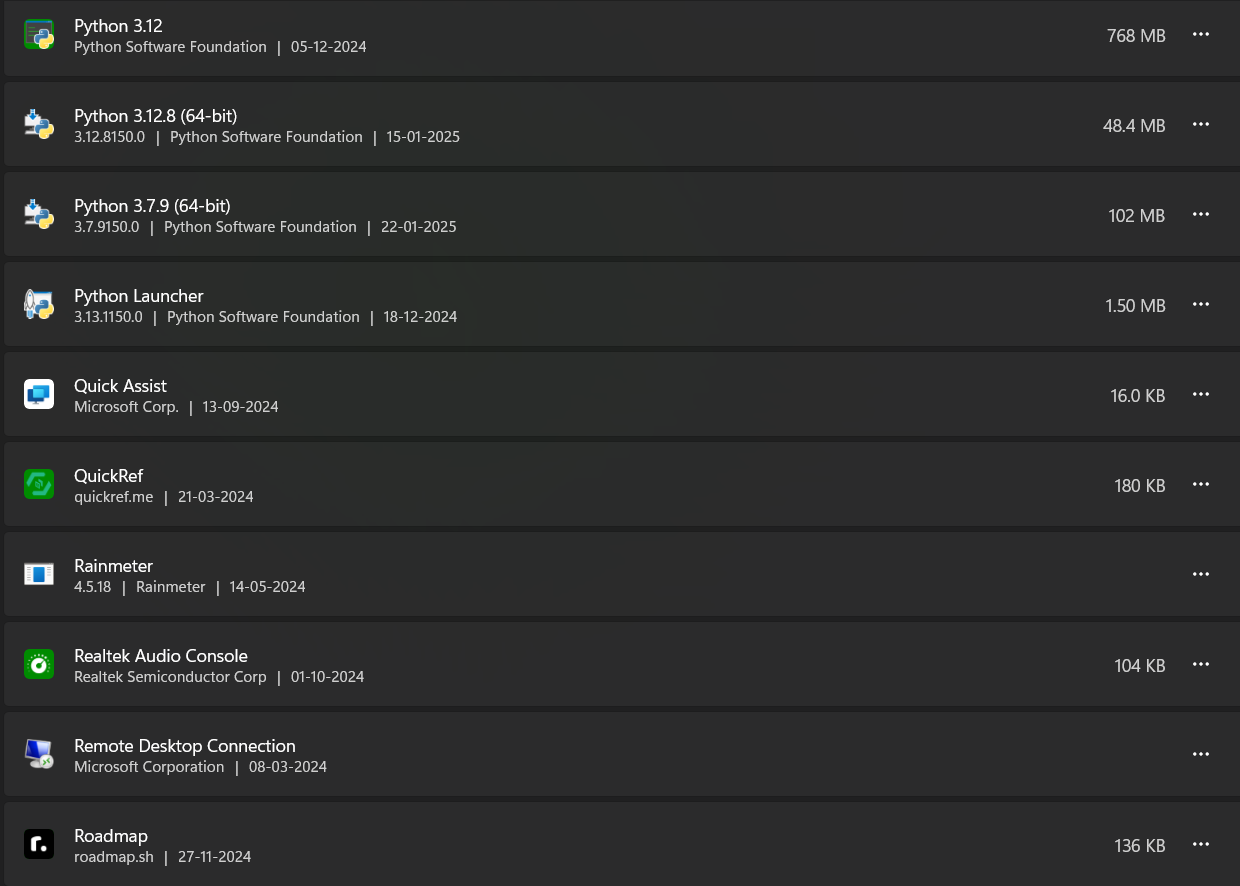 Python 3.12
Python Software Foundation | 05-12-2024
768 MB
Python 3.12.8 (64-bit)
3.12.8150.0 | Python Software Foundation | 15-01-2025
48.4 MB
Python 3.7.9 (64-bit)
3.7.9150.0 | Python Software Foundation | 22-01-2025
102 MB
Python Launcher
3.13.1150.0 | Python Software Foundation | 18-12-2024
1.50 MB
Quick Assist
Microsoft Corp. | 13-09-2024
16.0 KB
QuickRef
quickref.me | 21-03-2024
180 KB
Rainmeter
4.5.18 | Rainmeter | 14-05-2024
Realtek Audio Console
Realtek Semiconductor Corp | 01-10-2024
104 KB
Remote Desktop Connection
Microsoft Corporation | 08-03-2024
r.
Roadmap
roadmap.sh | 27-11-2024
136 KB